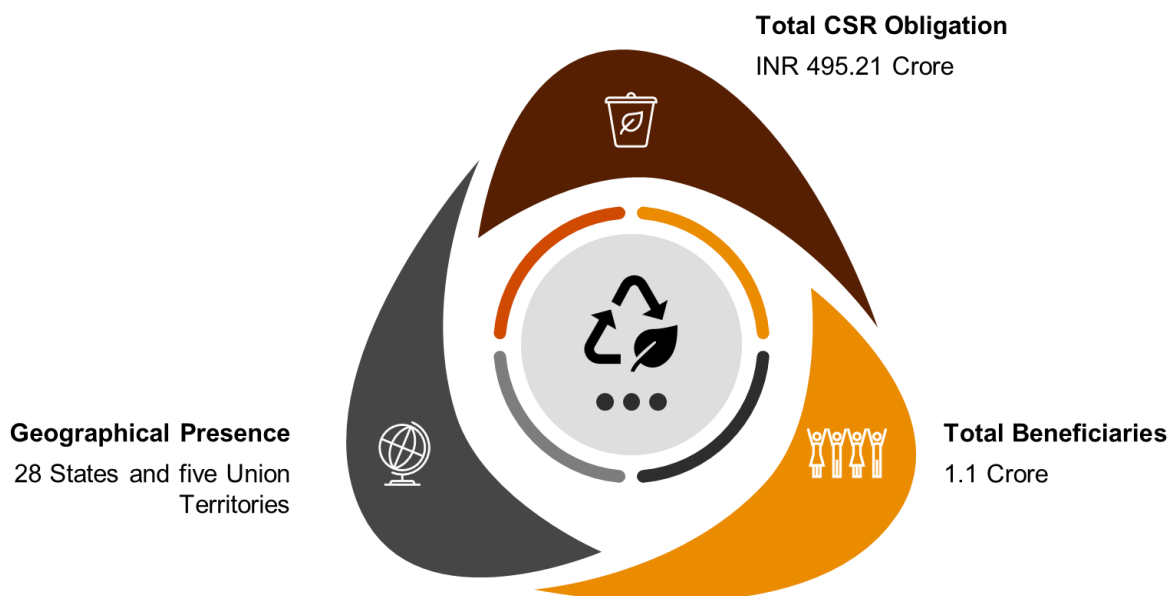 Total CSR Obligation
INR 495.21 Crore
Geographical Presence
28 States and five Union
Territories
Total Beneficiaries
1.1 Crore